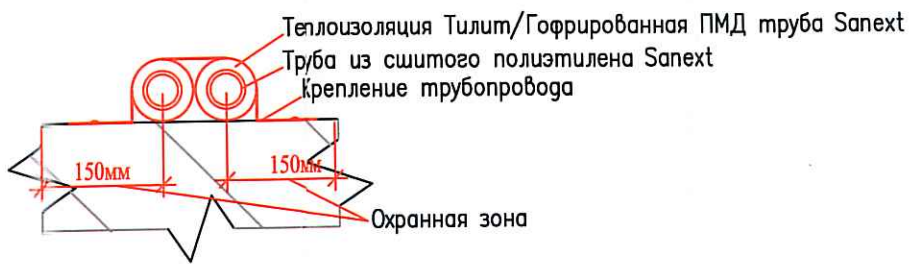 Теплоизоляция Тилит/Гофрированная ПМД труба Sanext
Труба из сшитого полиэтилена Sanext
Крепление трубопровода
150мм
150мм
Охранная зона